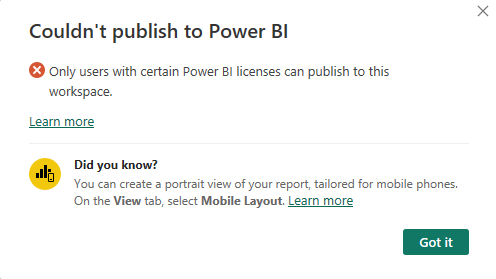 Couldn't publish to Power BI
Only users with certain Power BI licenses can publish to this
workspace.
Learn more
Did you know?
You can create a portrait view of your report, tailored for mobile phones.
On the View tab, select Mobile Layout. Learn more
Got it